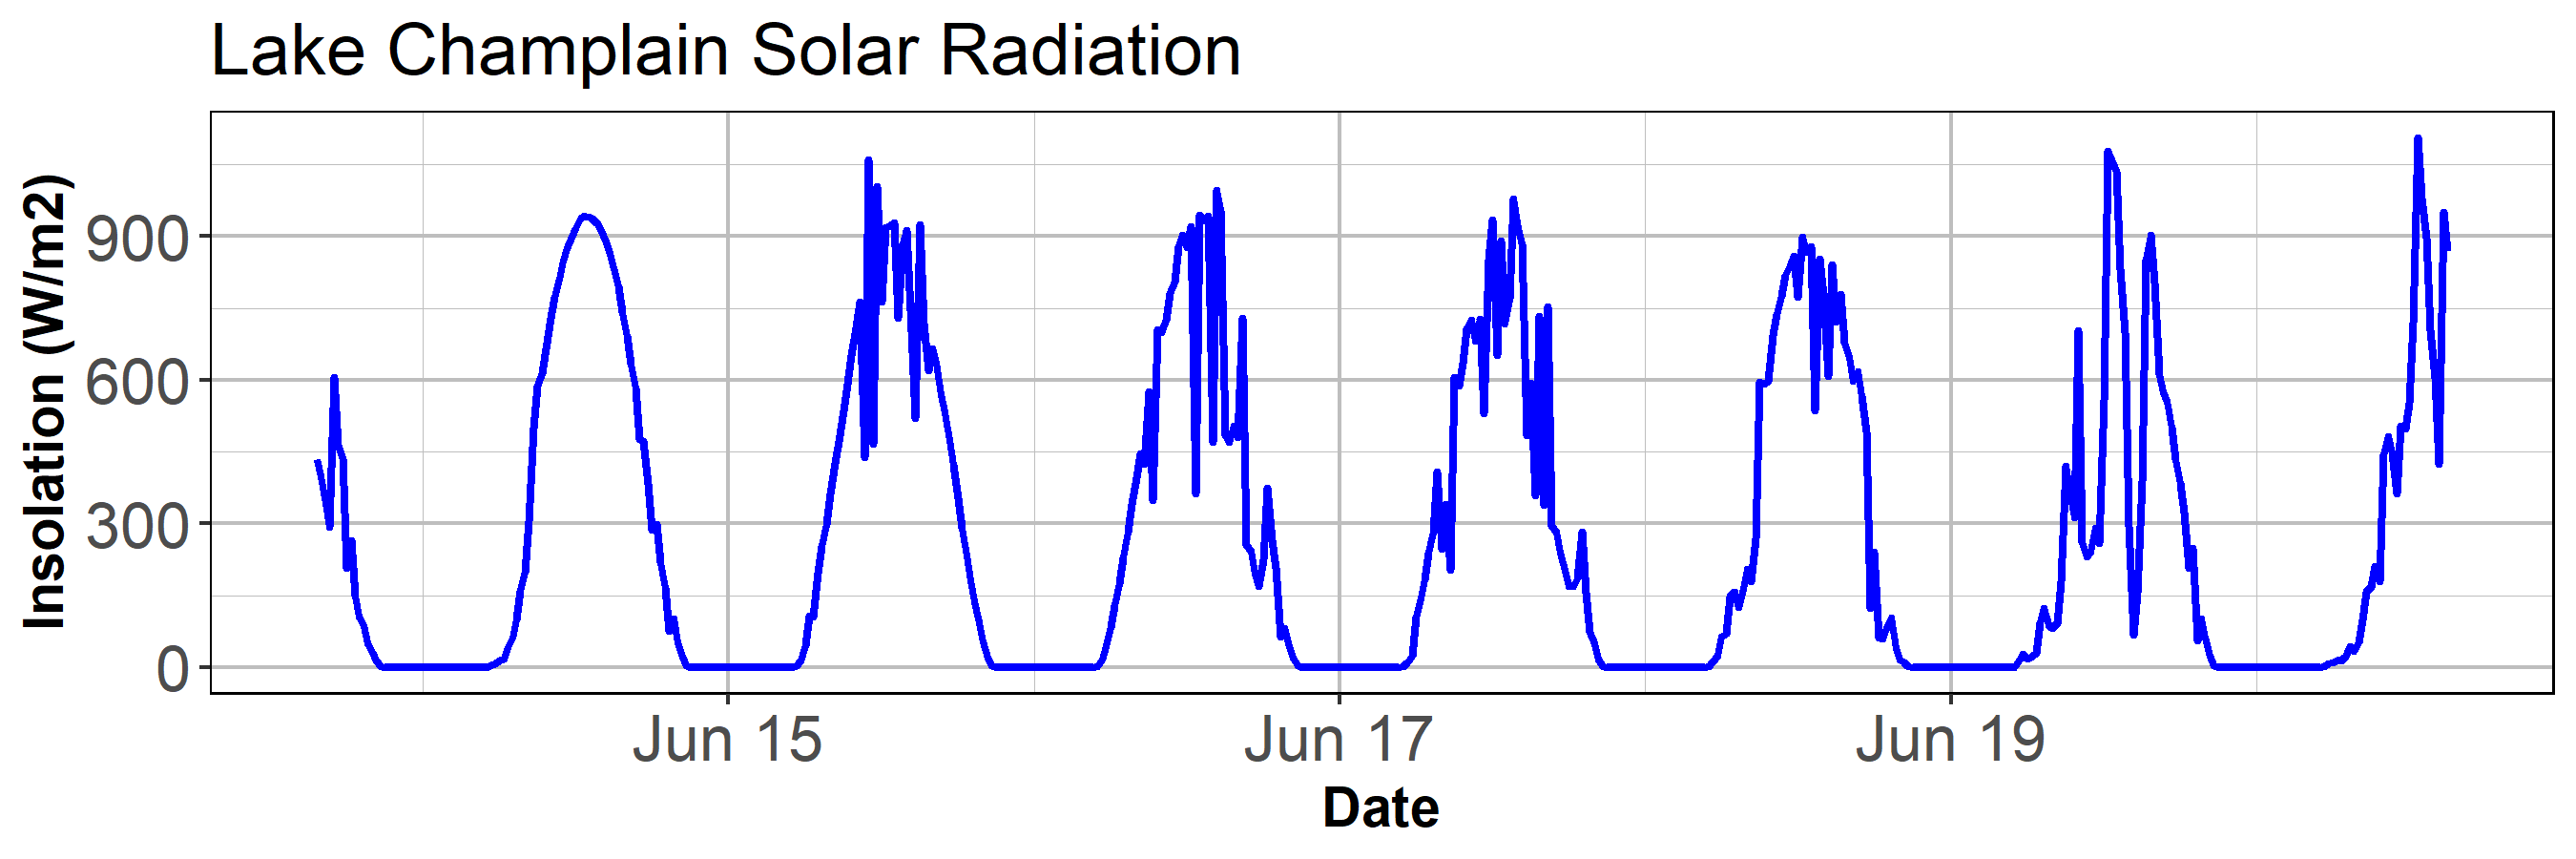 Lake Champlain Solar Radiation
Insolation (W/m2)
900
600
300
0
Jun 15
Jun 17
Jun 19
Date